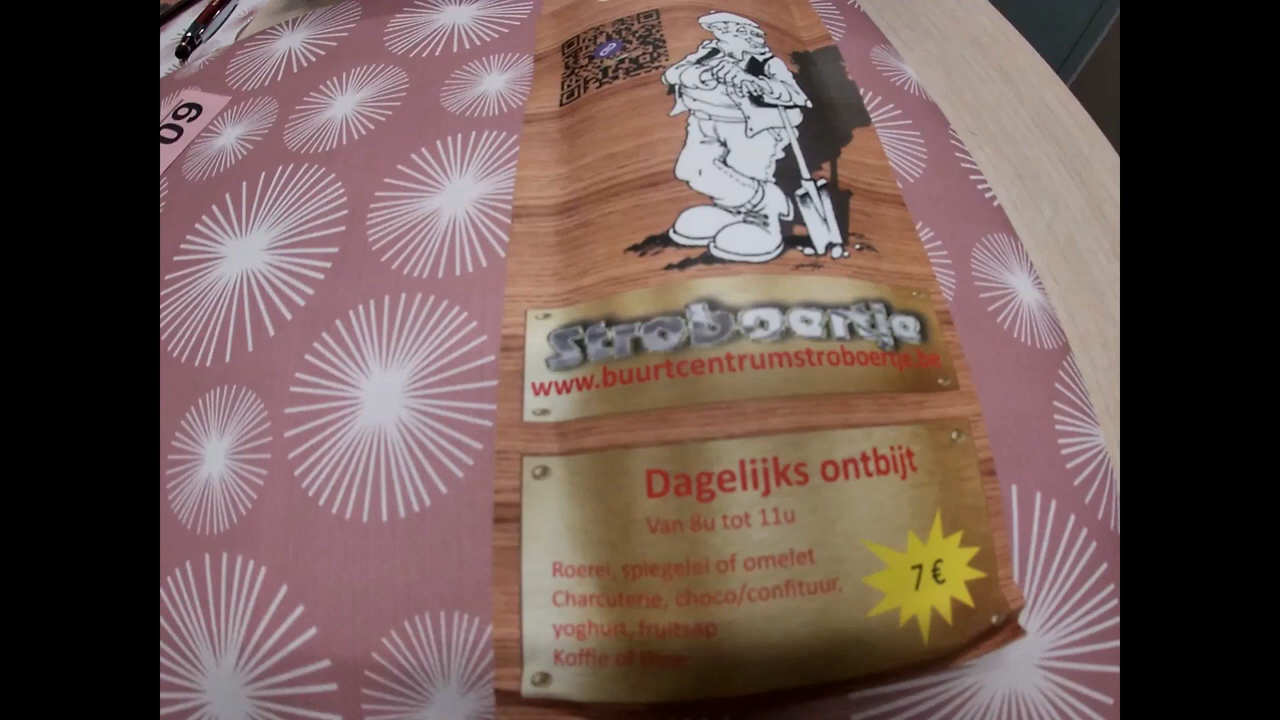 09
Stroboertje
www.buurtcentrumstroboertje.be
Dagelijks ontbijt
Van 8u tot 11u
Roerei, spiegelei of omelet
Charcuterie, choco/confituur,
yoghurt, fruitsap
Koffie of thee
7 €